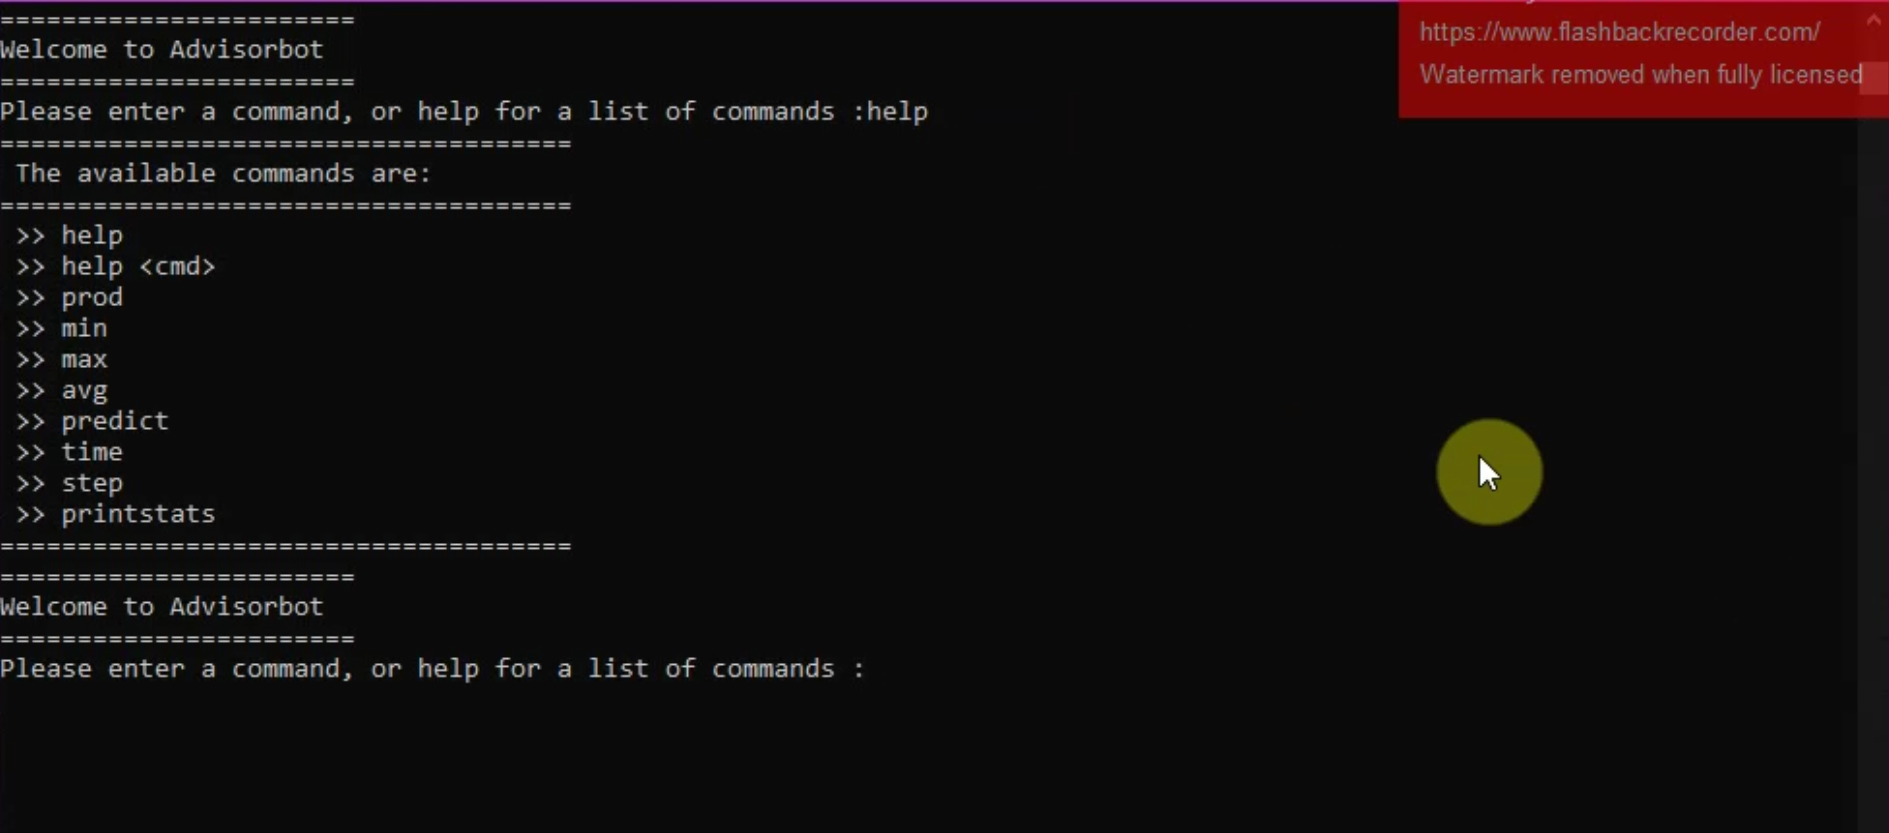 ========================
Welcome to Advisorbot
========================
Please enter a command, or help for a list of commands :help
=====================================
The available commands are:
=====================================
>> help
>> help <cmd>
>> prod
>> min
>> max
>> avg
>> predict
>> time
>> step
>> printstats
=====================================
=======================
Welcome to Advisorbot
=======================
Please enter a command, or help for a list of commands :
https://www.flashbackrecorder.com/
Watermark removed when fully licensed